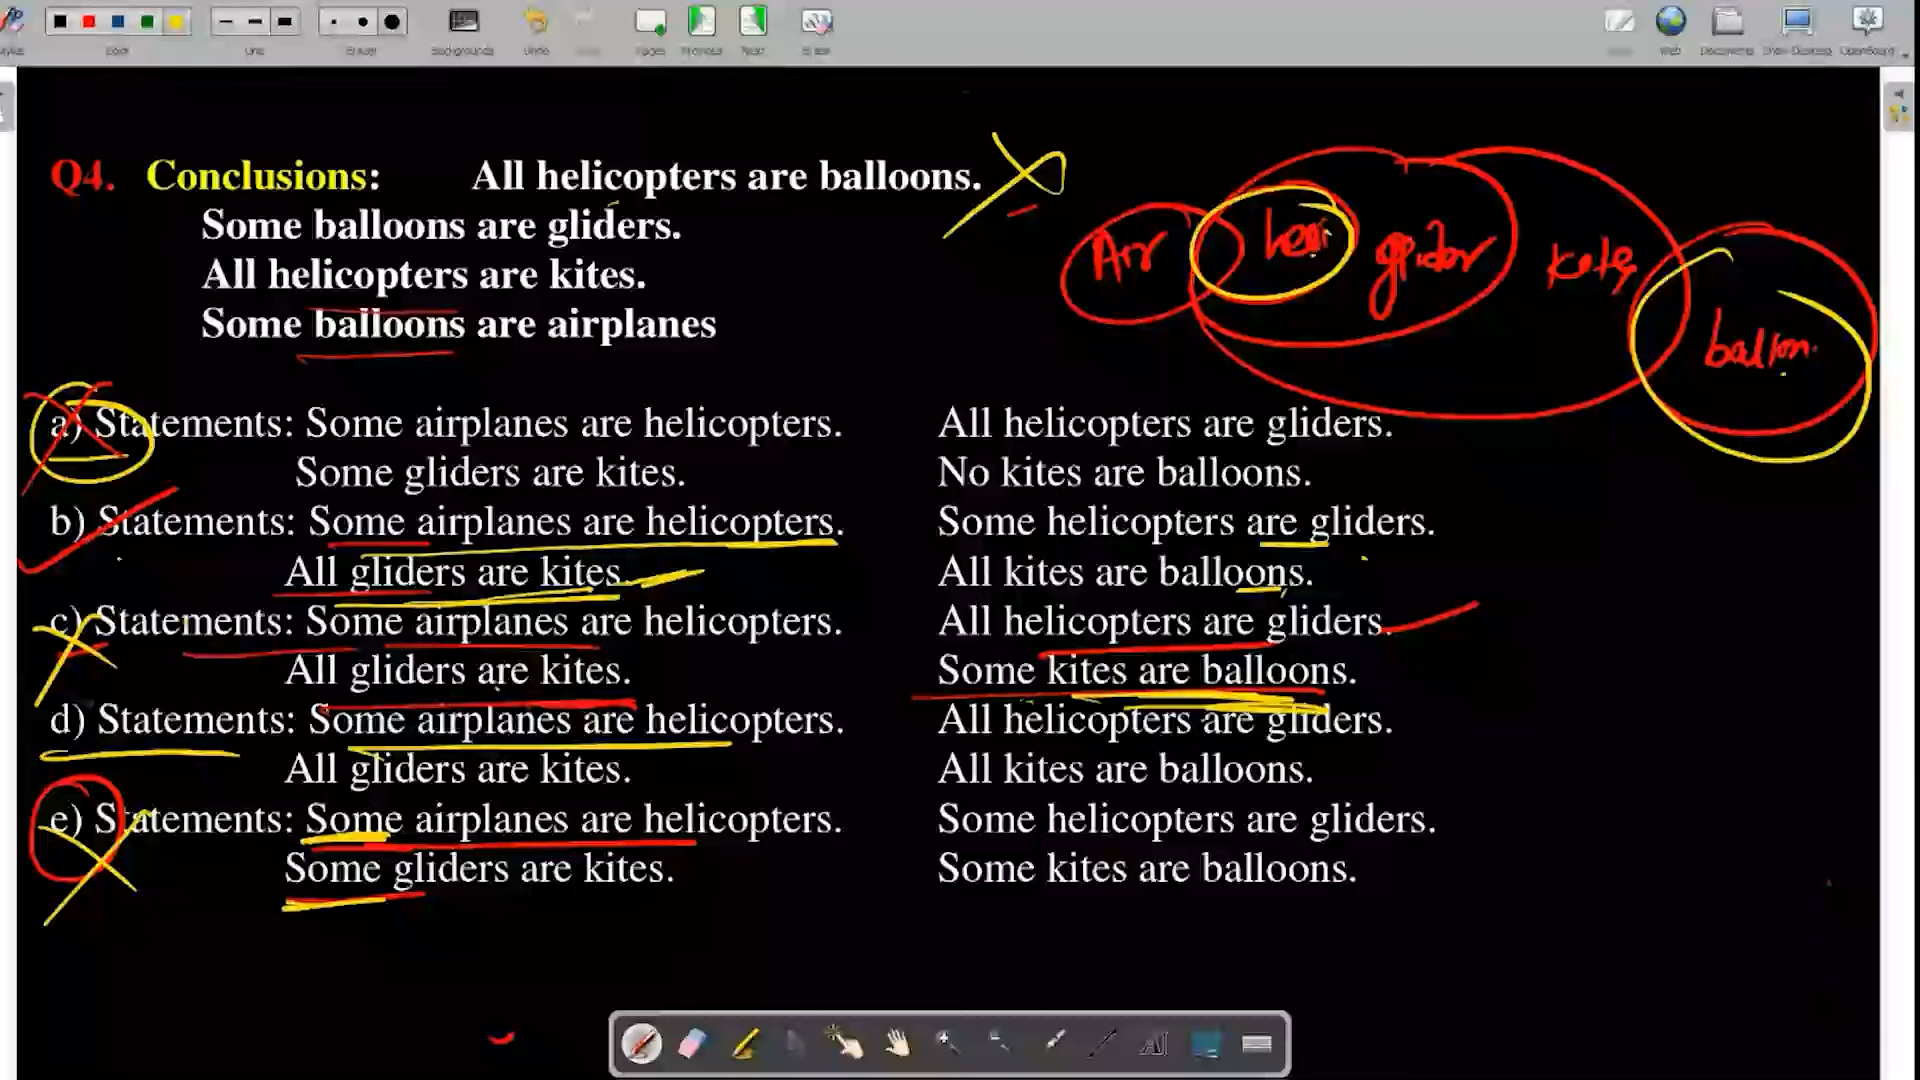 Web
Q4. Conclusions: All helicopters are balloons.
Some balloons are gliders.
All helicopters are kites.
Some balloons are airplanes
Air glider kets
ballon
a) Statements: Some airplanes are helicopters. All helicopters are gliders.
Some gliders are kites. No kites are balloons.
b) Statements: Some airplanes are helicopters. Some helicopters are gliders.
All gliders are kites. All kites are balloons.
c) Statements: Some airplanes are helicopters. All helicopters are gliders.
All gliders are kites. Some kites are balloons.
d) Statements: Some airplanes are helicopters. All helicopters are gliders.
All gliders are kites. All kites are balloons.
e) Statements: Some airplanes are helicopters. Some helicopters are gliders.
Some gliders are kites. Some kites are balloons.